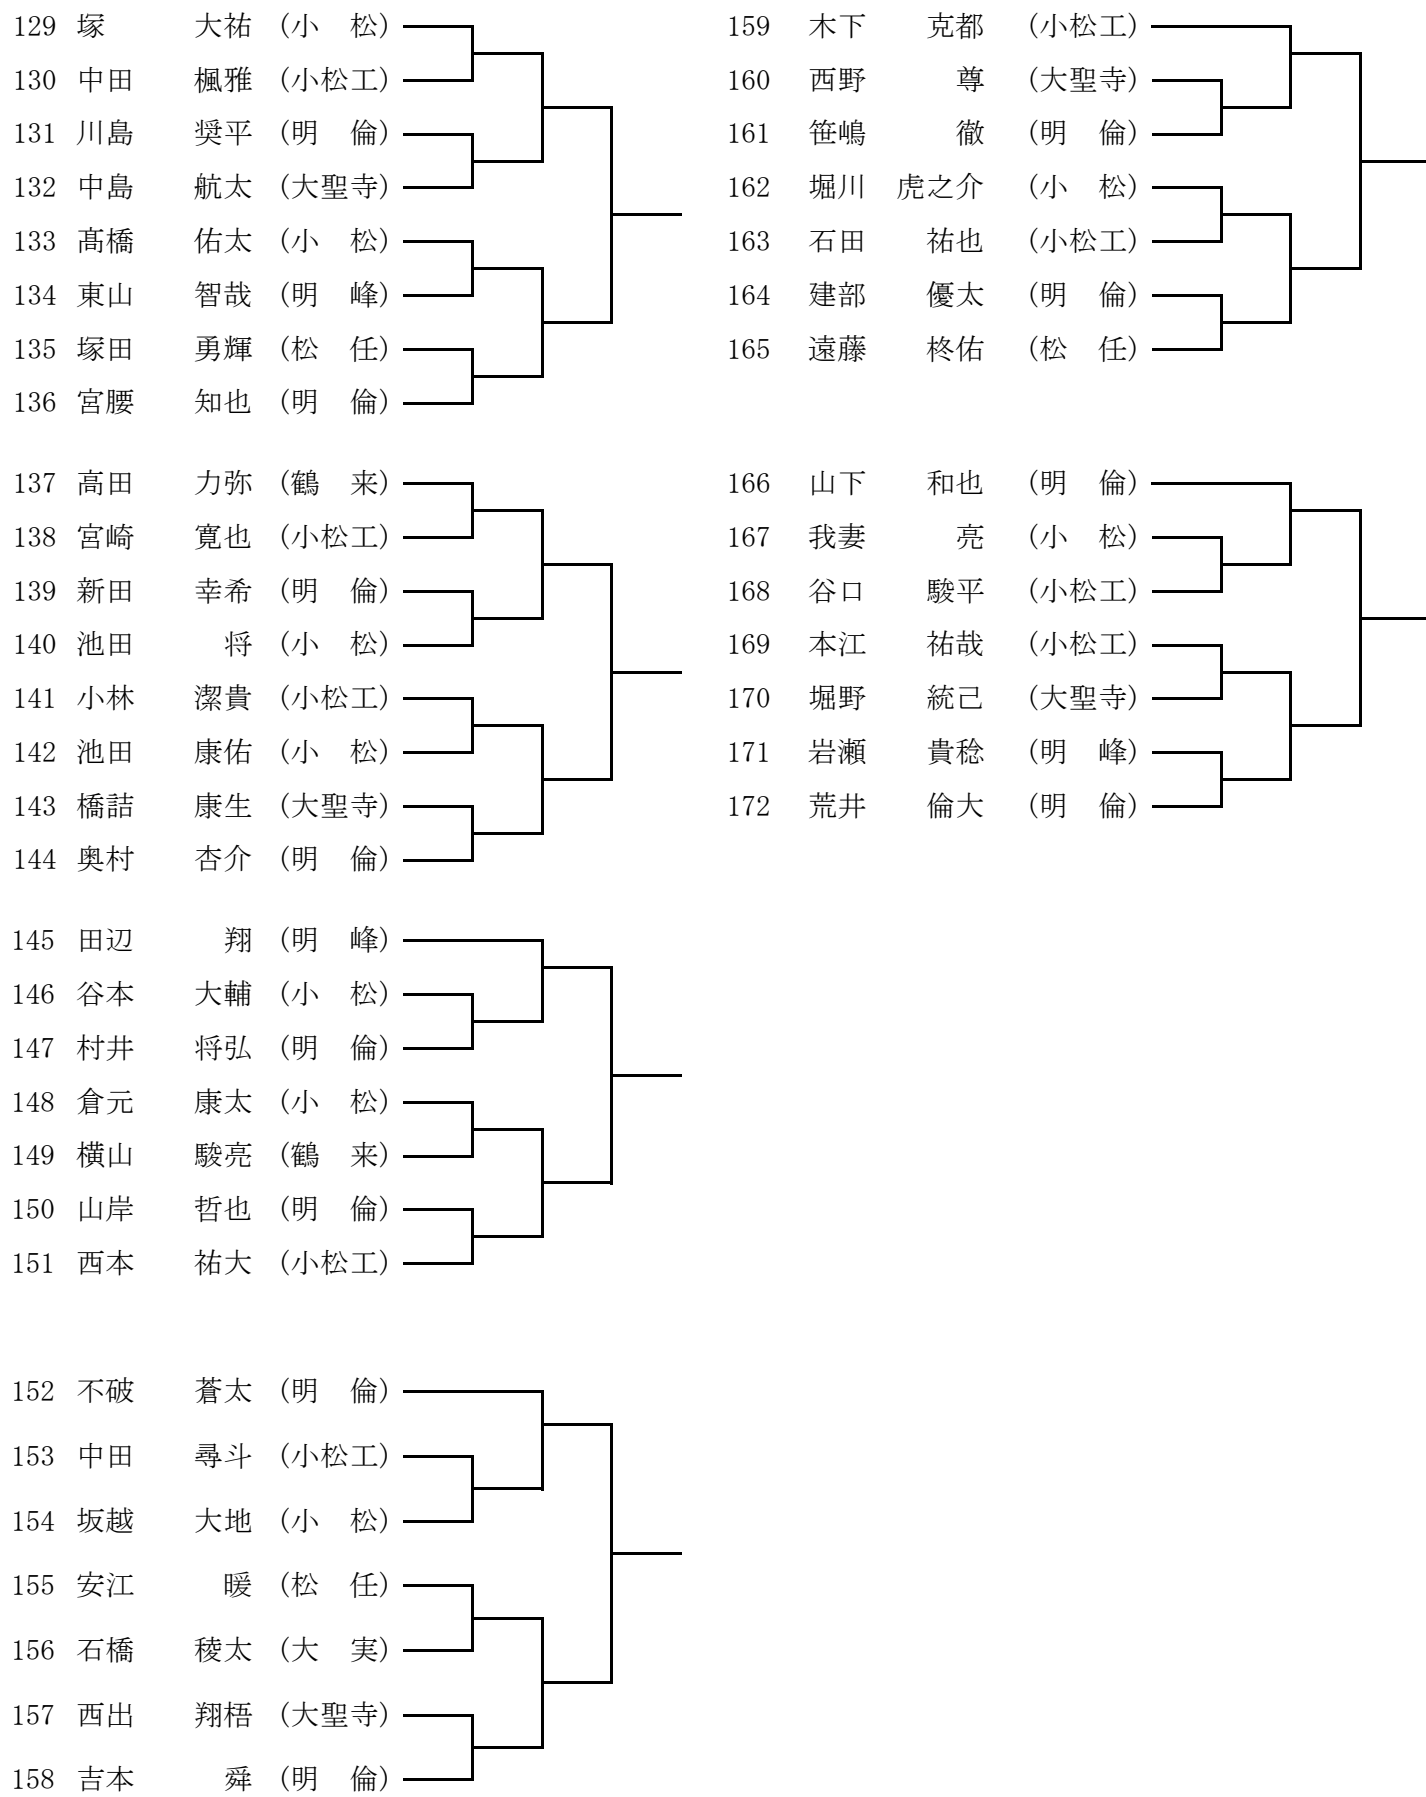 129 塚 大祐 (小 松)
130 中田 楓雅 (小松工)
131 川島 奨平 (明 倫)
132 中島 航太 (大聖寺)
133 髙橋 佑太 (小 松)
134 東山 智哉 (明 峰)
135 塚田 勇輝 (松 任)
136 宮腰 知也 (明 倫)
137 高田 力弥 (鶴 来)
138 宮崎 寛也 (小松工)
139 新田 幸希 (明 倫)
140 池田 将 (小 松)
141 小林 潔貴 (小松工)
142 池田 康佑 (小 松)
143 橋詰 康生 (大聖寺)
144 奥村 杏介 (明 倫)
145 田辺 翔 (明 峰)
146 谷本 大輔 (小 松)
147 村井 将弘 (明 倫)
148 倉元 康太 (小 松)
149 横山 駿亮 (鶴 来)
150 山岸 哲也 (明 倫)
151 西本 祐大 (小松工)
152 不破 蒼太 (明 倫)
153 中田 尋斗 (小松工)
154 坂越 大地 (小 松)
155 安江 暖 (松 任)
156 石橋 稜太 (大 実)
157 西出 翔梧 (大聖寺)
158 吉本 舜 (明 倫)
159 木下 克都 (小松工)
160 西野 尊 (大聖寺)
161 笹嶋 徹 (明 倫)
162 堀川 虎之介 (小 松)
163 石田 祐也 (小松工)
164 建部 優太 (明 倫)
165 遠藤 柊佑 (松 任)
166 山下 和也 (明 倫)
167 我妻 亮 (小 松)
168 谷口 駿平 (小松工)
169 本江 祐哉 (小松工)
170 堀野 統己 (大聖寺)
171 岩瀬 貴稔 (明 峰)
172 荒井 倫大 (明 倫)